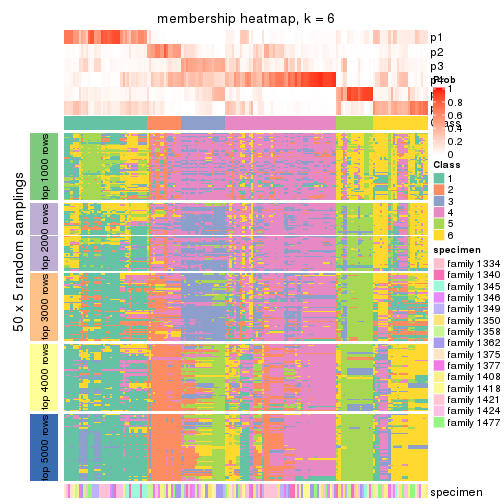 membership heatmap, k = 6
p1
p2
p3
Prob
1
0.8
0.6
0.4
0.2
0
Class
1
2
3
4
5
6
specimen
family 1334
family 1340
family 1345
family 1346
family 1349
family 1350
family 1358
family 1362
family 1375
family 1377
family 1408
family 1418
family 1421
family 1424
family 1477
50 x 5 random samplings
top 1000 rows
top 2000 rows
top 3000 rows
top 4000 rows
top 5000 rows
specimen